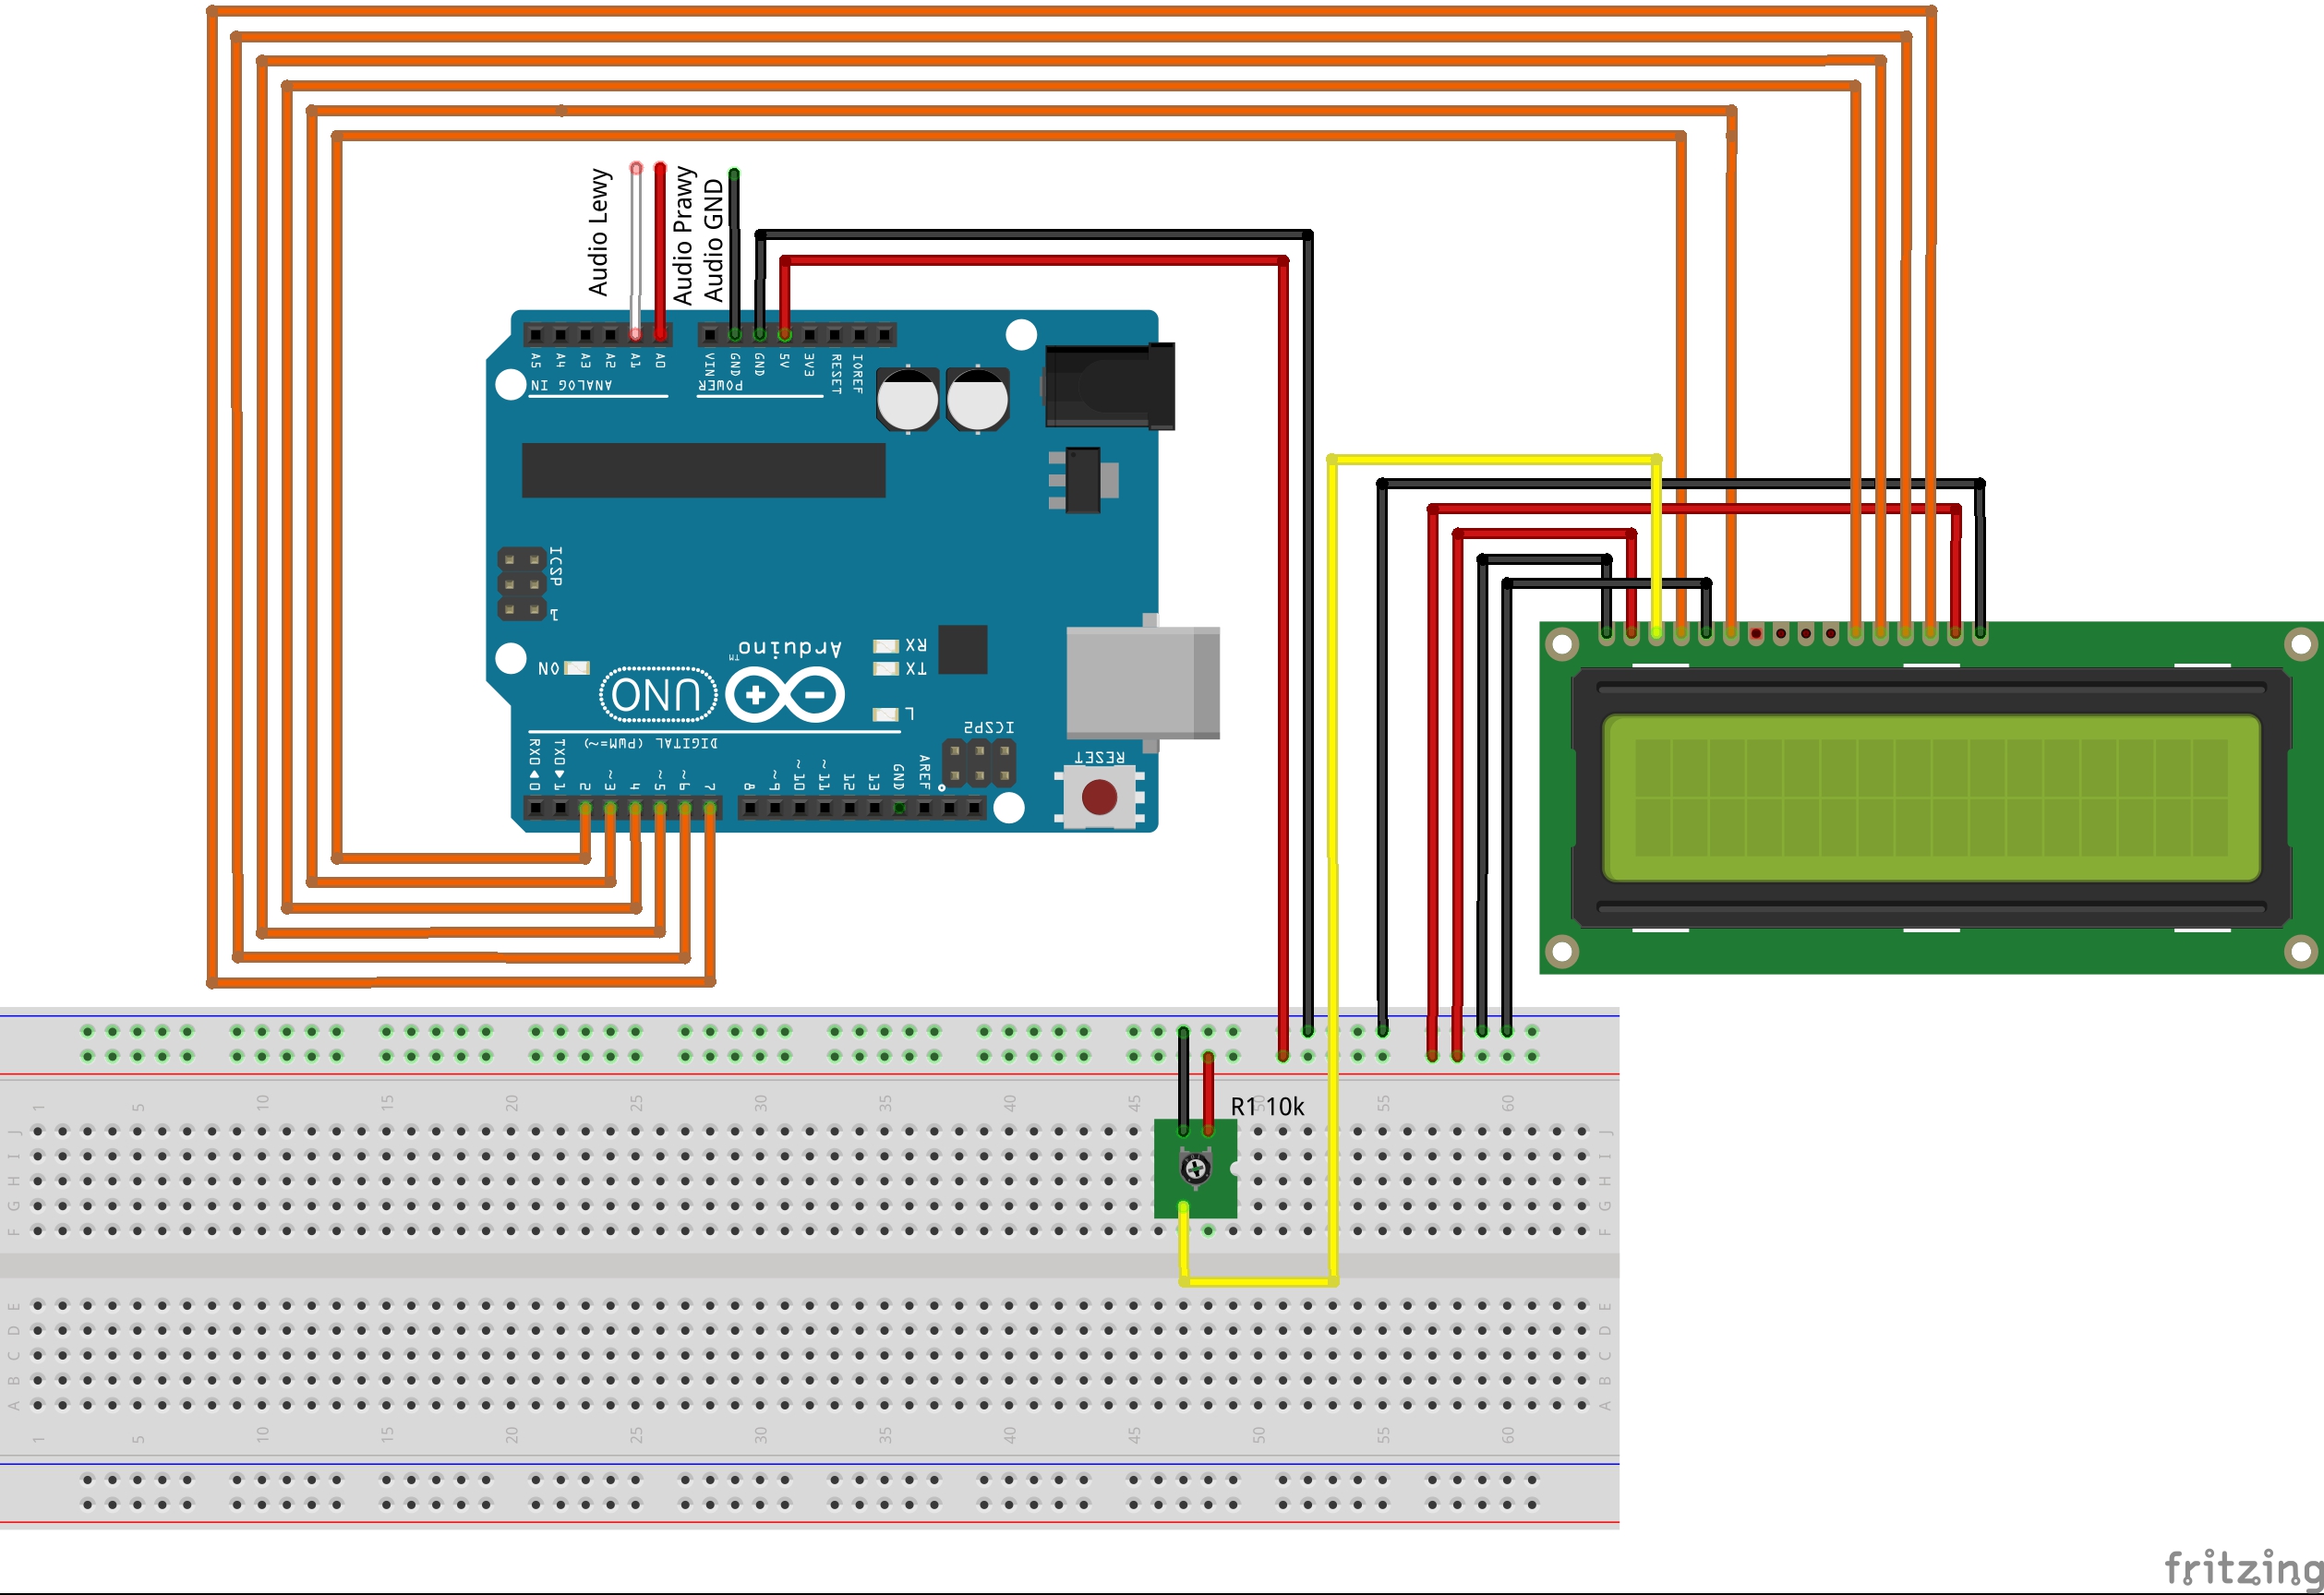 Audio Lewy
Audio Prawy
Audio GND
A5
A4
A3
A2
A1
A0
VIN
GND
GND
5V
3V3
RESET
IOREF
ANALOG IN
POWER
ICSP
1
Arduino
TM
RX
TX
ON
UNO
L
ICSP2
RESET
DIGITAL (PWM=~)
RX0
0
TX0
1
2
~3
4
~5
~6
7
8
~9
~10
~11
12
13
GND
AREF
R1 10k
1
5
10
15
20
25
30
35
40
45
50
55
60
J
I
H
G
F
J
I
H
G
F
E
D
C
B
A
E
D
C
B
A
1
5
10
15
20
25
30
35
40
45
50
55
60
fritzing